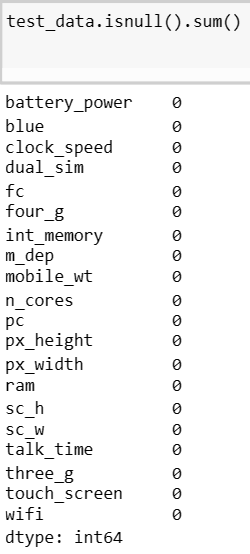 test_data.isnull().sum()
battery_power 0
blue 0
clock_speed 0
dual_sim 0
fc 0
four_g 0
int_memory 0
m_dep 0
mobile_wt 0
n_cores 0
pc 0
px_height 0
px_width 0
ram 0
sc_h 0
sc_w 0
talk_time 0
three_g 0
touch_screen 0
wifi 0
dtype: int64